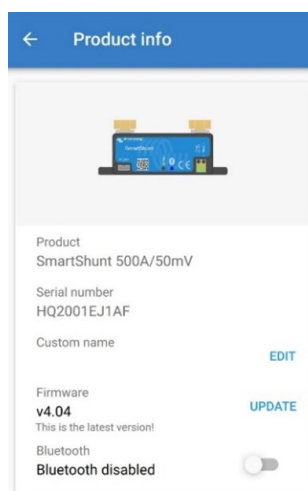 Product info
SmartShunt
Product
SmartShunt 500A/50mV
Serial number
HQ2001EJ1AF
Custom name
EDIT
Firmware
v4.04
UPDATE
This is the latest version!
Bluetooth
Bluetooth disabled